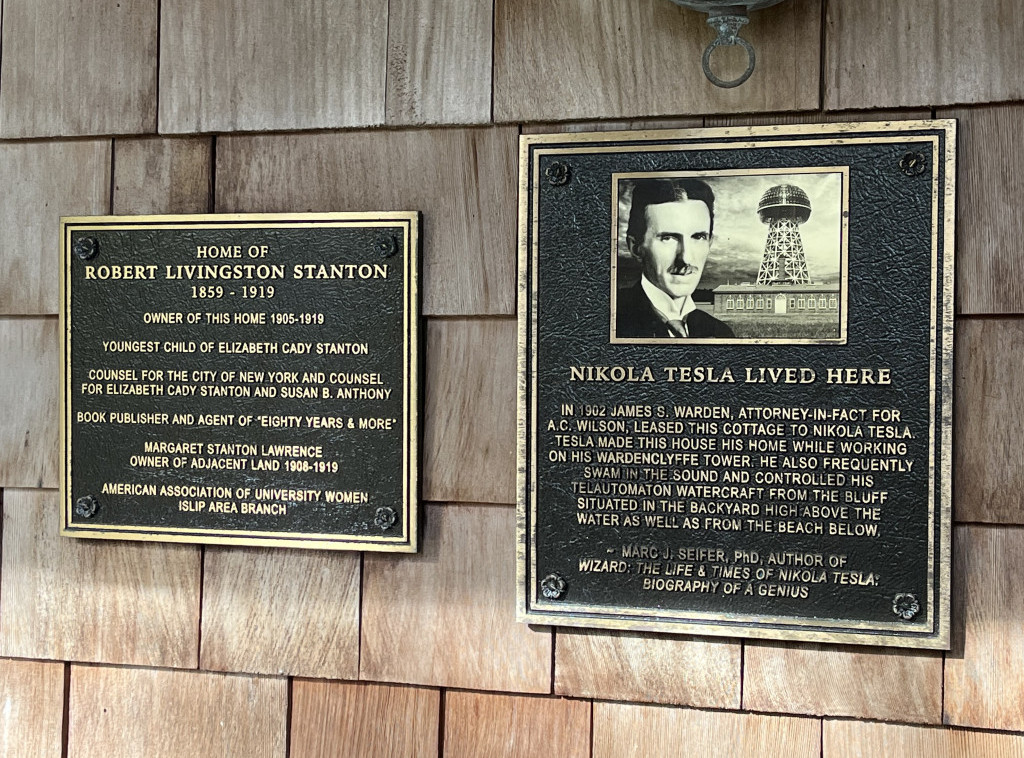 HOME OF
ROBERT LIVINGSTON STANTON
1859 - 1919
OWNER OF THIS HOME 1905-1919
YOUNGEST CHILD OF ELIZABETH CADY STANTON
COUNSEL FOR THE CITY OF NEW YORK AND COUNSEL
FOR ELIZABETH CADY STANTON AND SUSAN B. ANTHONY
BOOK PUBLISHER AND AGENT OF "EIGHTY YEARS & MORE"
MARGARET STANTON LAWRENCE
OWNER OF ADJACENT LAND 1908-1919
AMERICAN ASSOCIATION OF UNIVERSITY WOMEN
ISLIP AREA BRANCH
NIKOLA TESLA LIVED HERE
IN 1902 JAMES S. WARDEN, ATTORNEY-IN-FACT FOR
A.C. WILSON, LEASED THIS COTTAGE TO NIKOLA TESLA.
TESLA MADE THIS HOUSE HIS HOME WHILE WORKING
ON HIS WARDENCLYFFE TOWER. HE ALSO FREQUENTLY
SWAM IN THE SOUND AND CONTROLLED HIS
TELAUTOMATON WATERCRAFT FROM THE BLUFF
SITUATED IN THE BACKYARD HIGH ABOVE THE
WATER AS WELL AS FROM THE BEACH BELOW.
~ MARC J. SEIFER, PhD, AUTHOR OF
WIZARD: THE LIFE & TIMES OF NIKOLA TESLA:
BIOGRAPHY OF A GENIUS